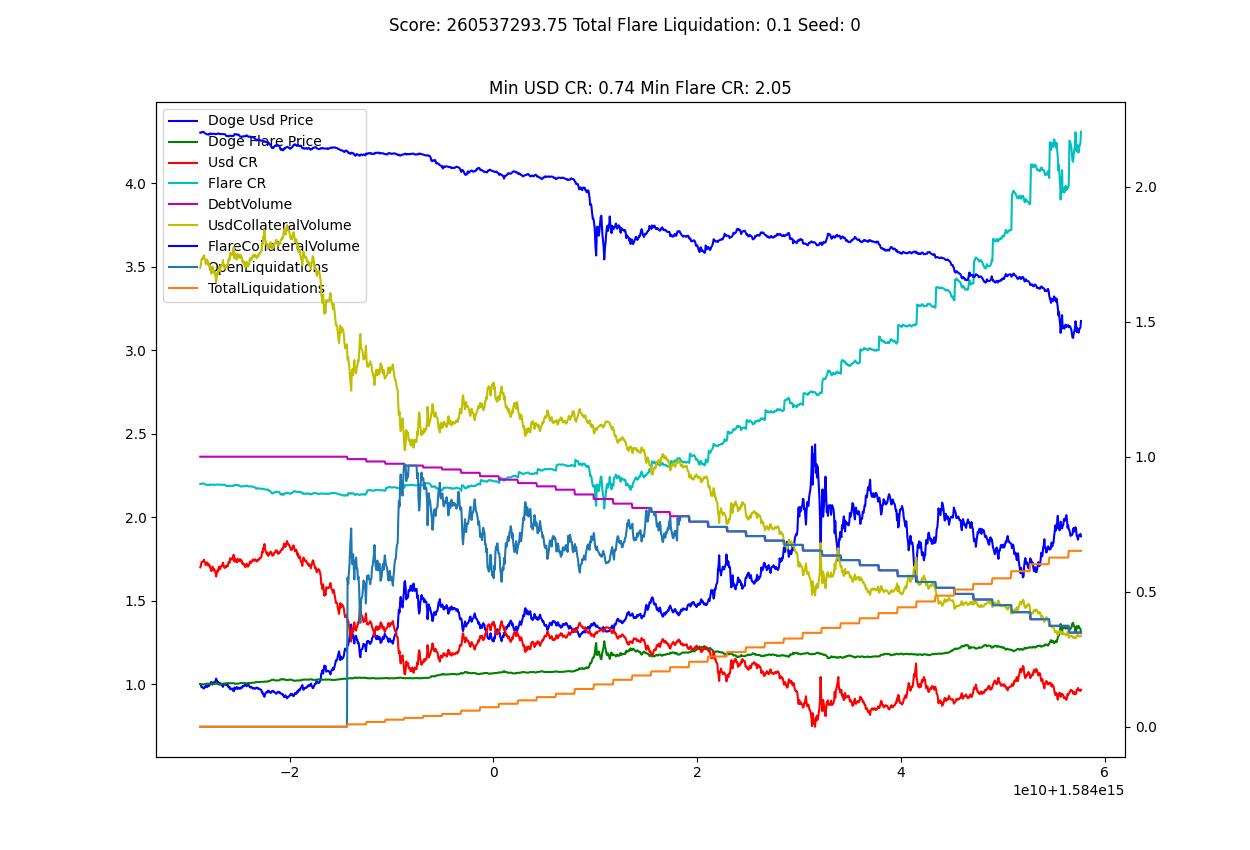 Score: 260537293.75 Total Flare Liquidation: 0.1 Seed: 0
Min USD CR: 0.74 Min Flare CR: 2.05
Doge Usd Price
Doge Flare Price
Usd CR
Flare CR
DebtVolume
UsdCollateralVolume
FlareCollateralVolume
OpenLiquidations
TotalLiquidations
4.0
3.5
3.0
2.5
2.0
1.5
1.0
2.0
1.5
1.0
0.5
0.0
−2 0 2 4 6
1e10+1.584e15